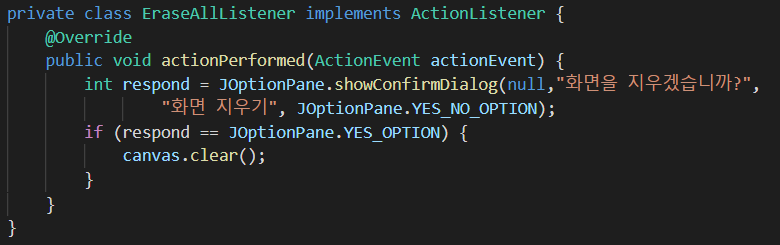 private class EraseAllListener implements ActionListener {
@Override
public void actionPerformed(ActionEvent actionEvent) {
int respond = JOptionPane.showConfirmDialog(null,"화면을 지우겠습니까?",
"화면 지우기", JOptionPane.YES_NO_OPTION);
if (respond == JOptionPane.YES_OPTION) {
canvas.clear();
}
}
}